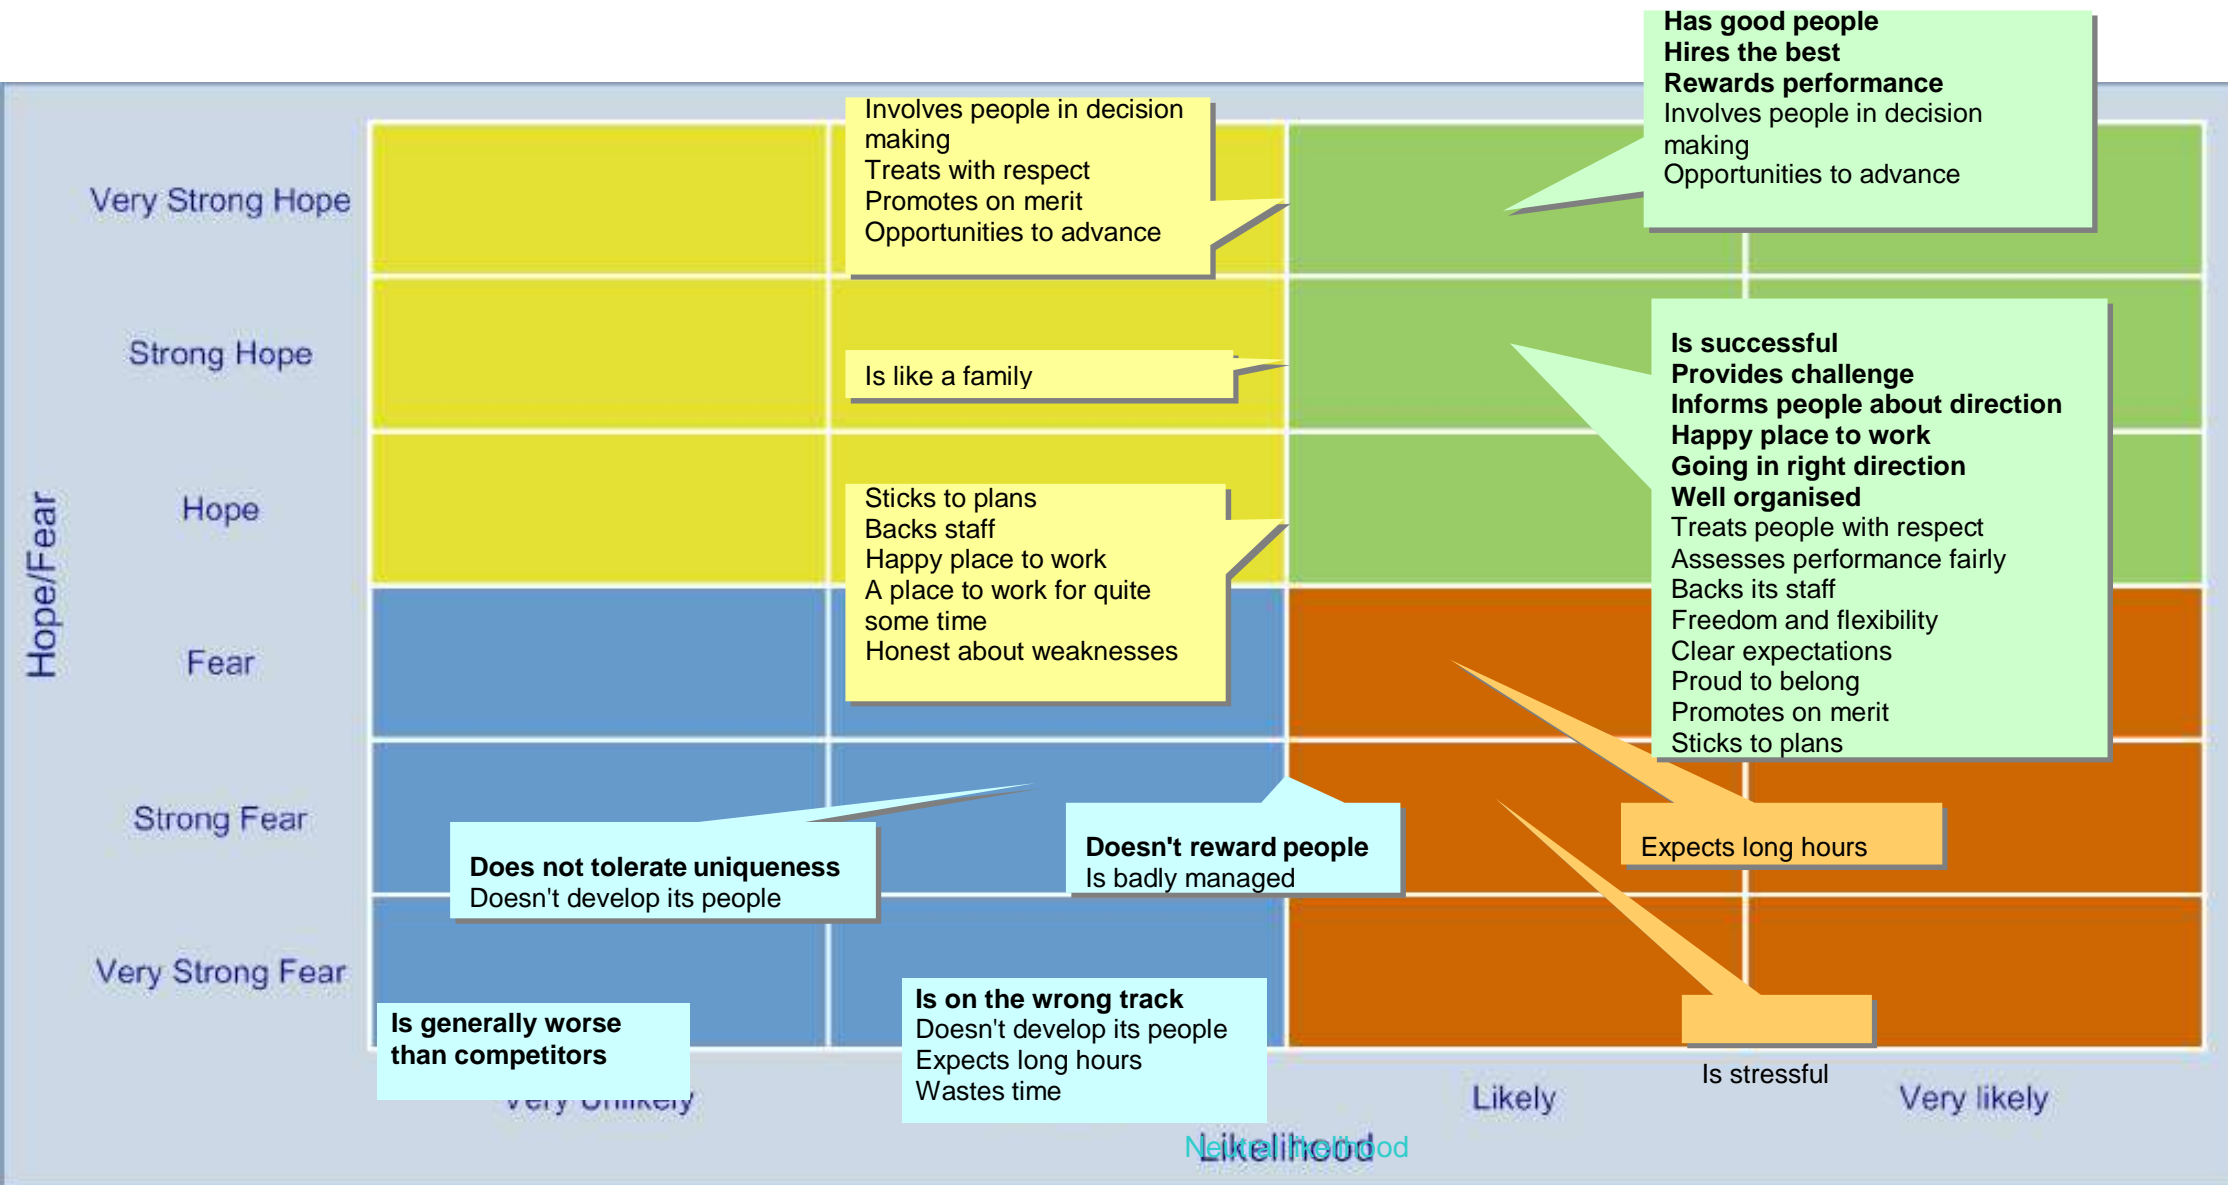 Has good people
Hires the best
Rewards performance
Involves people in decision
making
Opportunities to advance
Involves people in decision
making
Treats with respect
Promotes on merit
Opportunities to advance
Very Strong Hope
Strong Hope
Is like a family
Is successful
Provides challenge
Informs people about direction
Happy place to work
Going in right direction
Well organised
Treats people with respect
Assesses performance fairly
Backs its staff
Freedom and flexibility
Clear expectations
Proud to belong
Promotes on merit
Sticks to plans
Hope
Sticks to plans
Backs staff
Happy place to work
A place to work for quite
some time
Honest about weaknesses
Hope/Fear
Fear
Strong Fear
Does not tolerate uniqueness
Doesn't develop its people
Doesn't reward people
Is badly managed
Expects long hours
Very Strong Fear
Is generally worse
than competitors
Is on the wrong track
Doesn't develop its people
Expects long hours
Wastes time
Is stressful
Very Unlikely
Likely
Very likely
Neutral likelihood
Likelihood